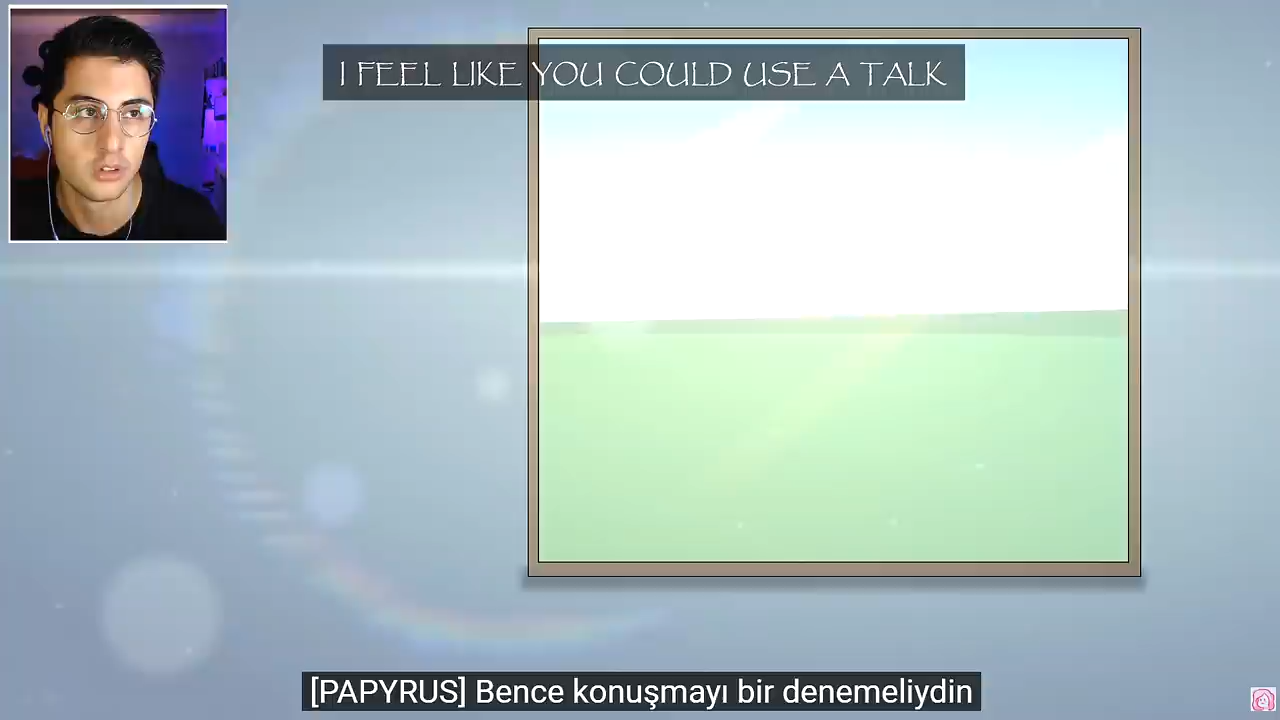 I FEEL LIKE YOU COULD USE A TALK
[PAPYRUS] Bence konuşmayı bir denemeliydin